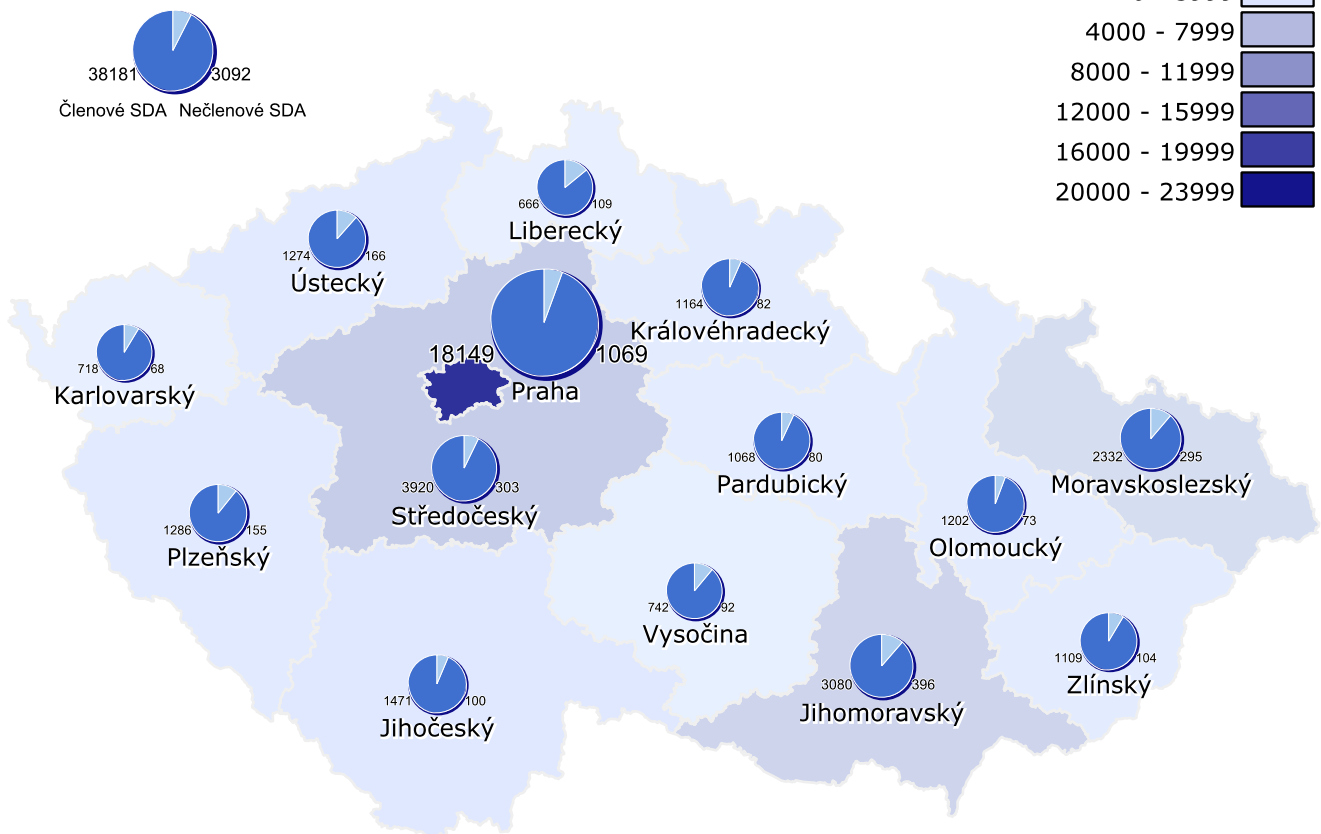 4000 - 7999
38181 3092
8000 - 11999
Členové SDA Nečlenové SDA
12000 - 15999
16000 - 19999
20000 - 23999
666 109
Liberecký
1274 166
Ústecký
1164 82
Královéhradecký
18149 1069
Praha
718 68
Karlovarský
1068 80
Pardubický
2332 295
Moravskoslezský
3920 303
Středočeský
1286 155
Plzeňský
1202 73
Olomoucký
742 92
Vysočina
1109 104
Zlínský
3080 396
Jihomoravský
1471 100
Jihočeský